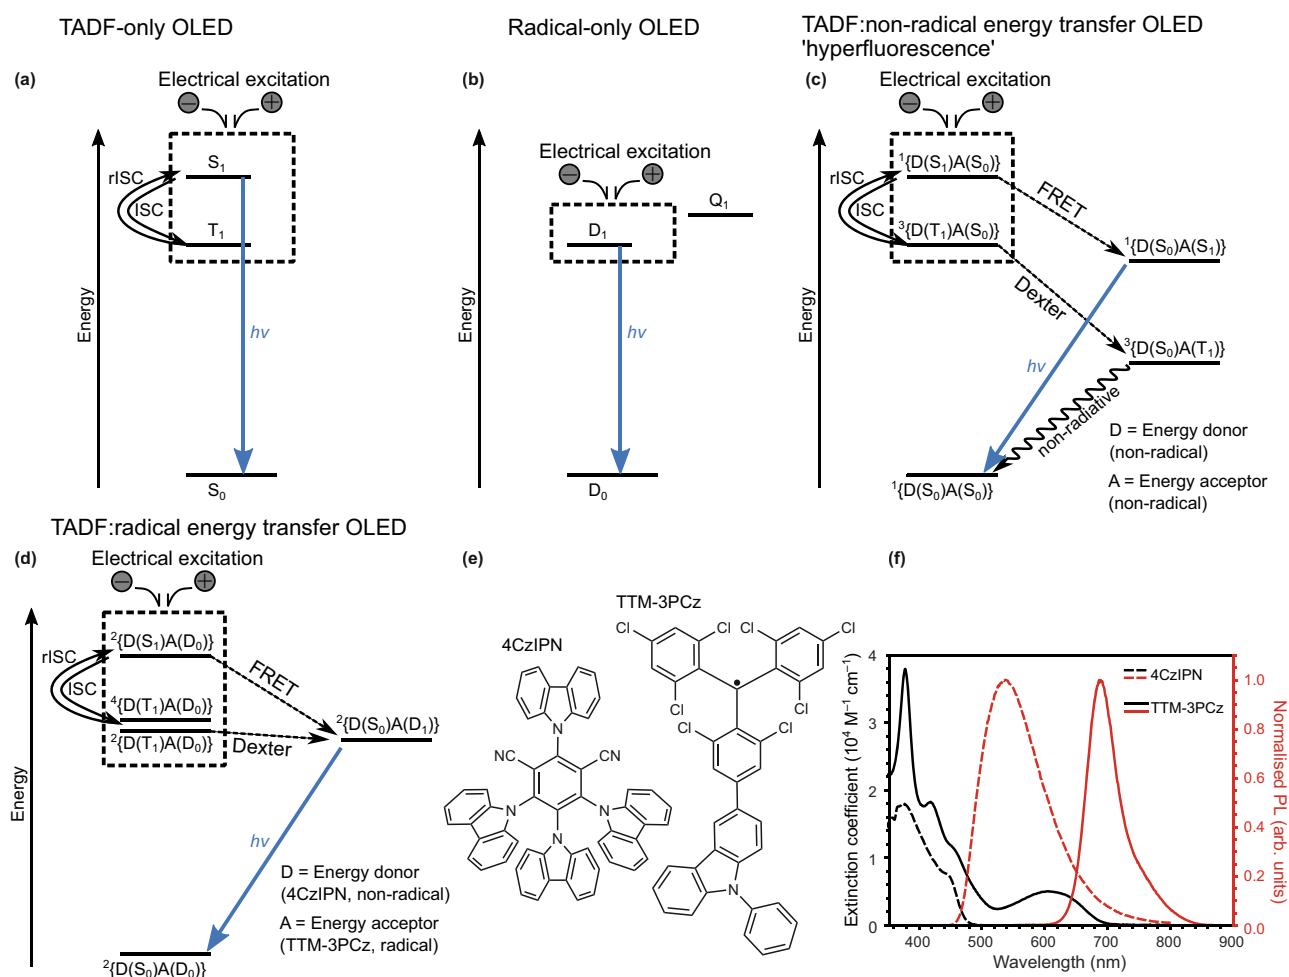 TADF-only OLED
(a)
Electrical excitation
−
+
S1
rISC
ISC
T1
Energy
hν
S0
Radical-only OLED
(b)
Electrical excitation
−
+
Q1
D1
Energy
hν
D0
TADF:non-radical energy transfer OLED
'hyperfluorescence'
(c)
Electrical excitation
−
+
1{D(S1)A(S0)}
rISC
ISC
FRET
3{D(T1)A(S0)}
1{D(S0)A(S1)}
Dexter
Energy
3{D(S0)A(T1)}
hν
non-radiative
D = Energy donor
(non-radical)
A = Energy acceptor
(non-radical)
1{D(S0)A(S0)}
TADF:radical energy transfer OLED
(d)
Electrical excitation
−
+
2{D(S1)A(D0)}
rISC
ISC
FRET
4{D(T1)A(D0)}
2{D(T1)A(D0)}
Dexter
2{D(S0)A(D1)}
Energy
hν
D = Energy donor
(4CzIPN, non-radical)
A = Energy acceptor
(TTM-3PCz, radical)
2{D(S0)A(D0)}
(e)
4CzIPN
N
NC
CN
N
N
N
TTM-3PCz
Cl
Cl
Cl
Cl
Cl
Cl
Cl
Cl
N
(f)
4CzIPN
TTM-3PCz
Extinction coefficient (10⁴ M⁻¹ cm⁻¹)
4
3
2
1
0
400 500 600 700 800 900
Wavelength (nm)
1.0
0.8
0.6
0.4
0.2
0.0
Normalised PL (arb. units)